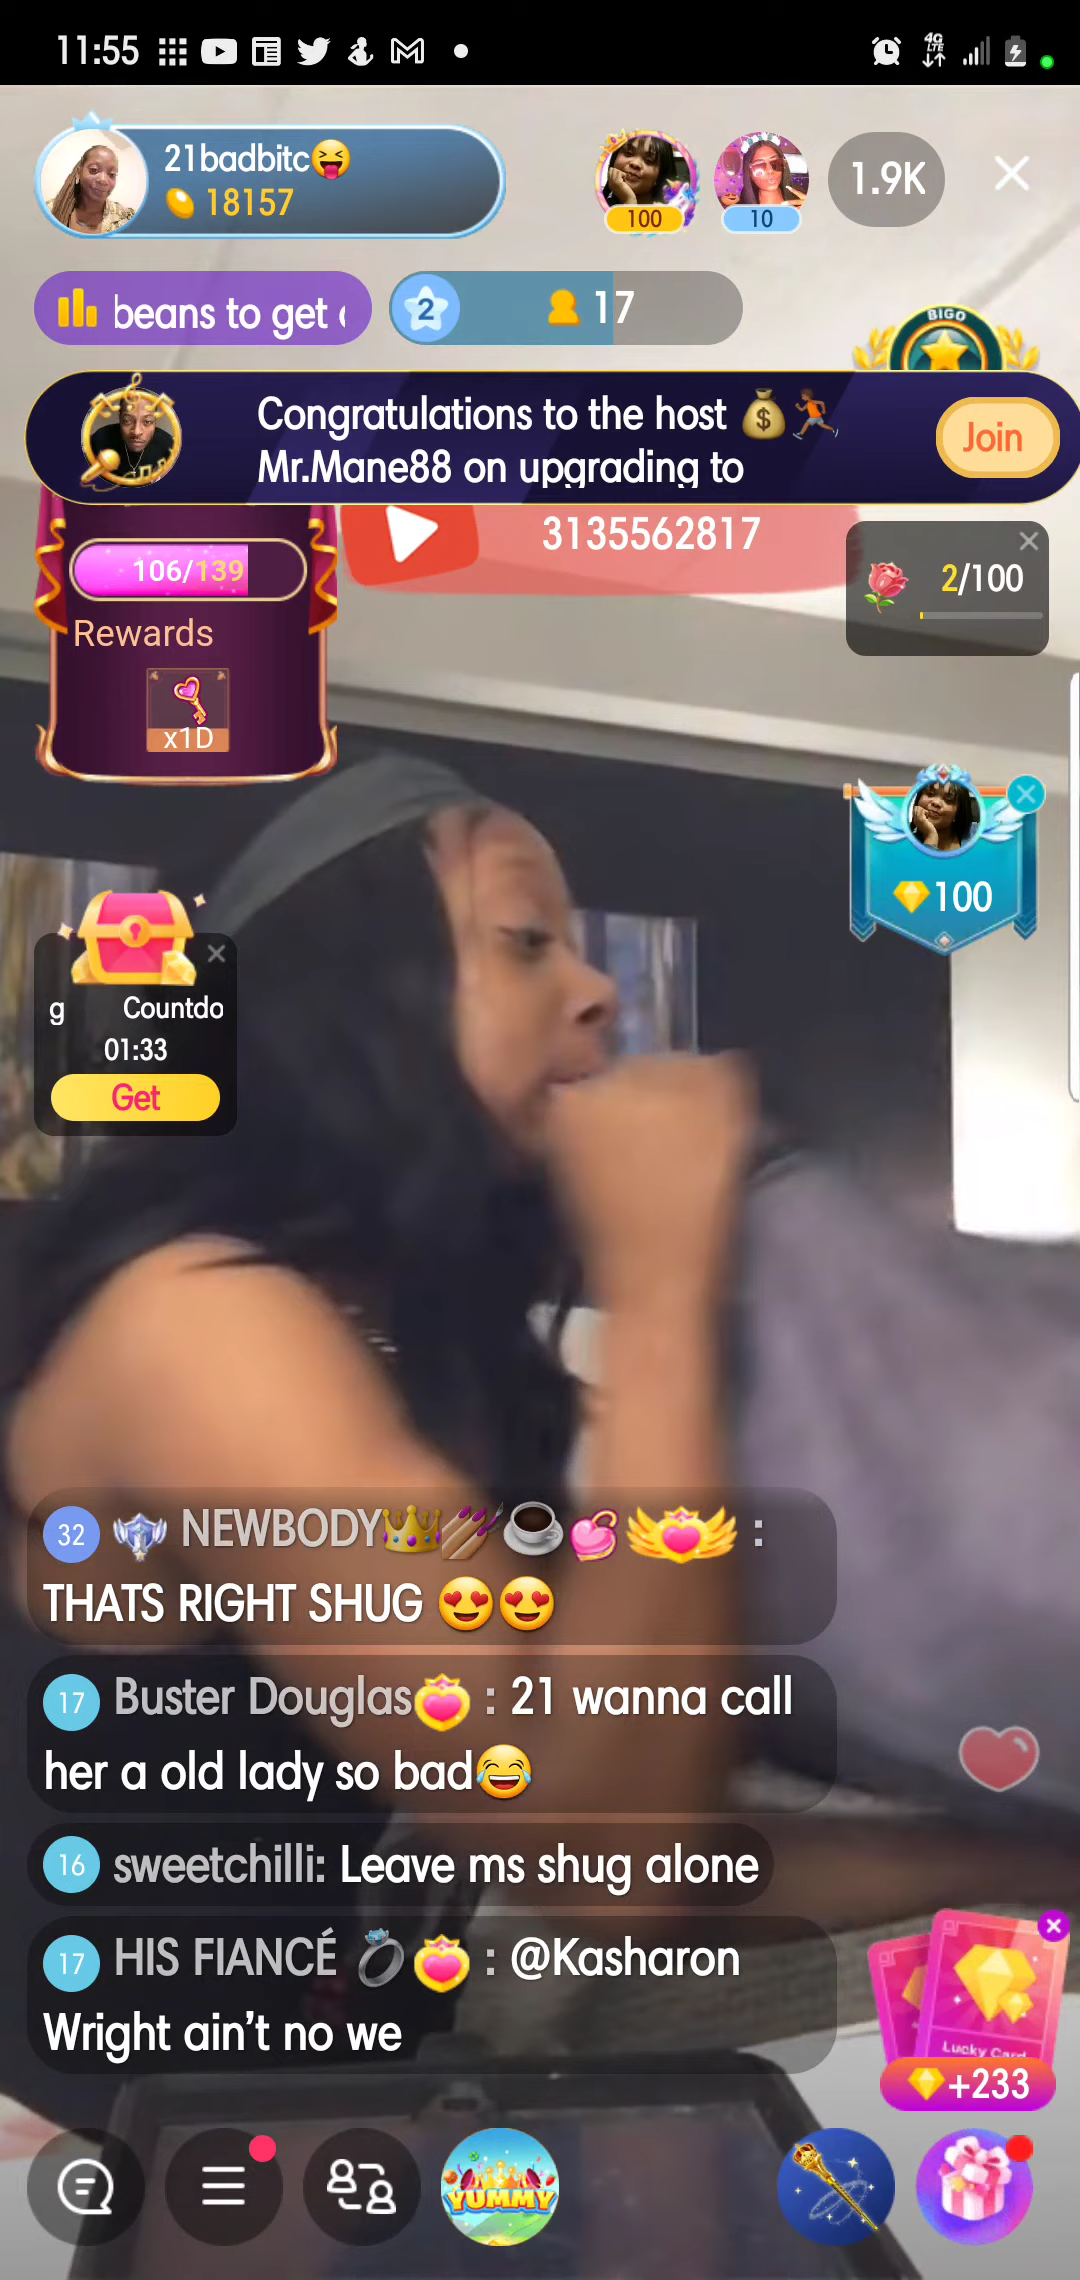 11:55
4G
LTE
21badbitc😝
18157
100
10
1.9K
beans to get
2
17
BIGO
Congratulations to the host 💰🏃🏾
Mr.Mane88 on upgrading to
Join
3135562817
106/139
2/100
Rewards
x1D
100
g Countdo
01:33
Get
32 NEWBODY👑💅🏾☕💓 :
THATS RIGHT SHUG 😍😍
17 Buster Douglas : 21 wanna call
her a old lady so bad😂
16 sweetchilli: Leave ms shug alone
17 HIS FIANCÉ 💍 : @Kasharon
Wright ain't no we
Lucky Card
+233
YUMMY